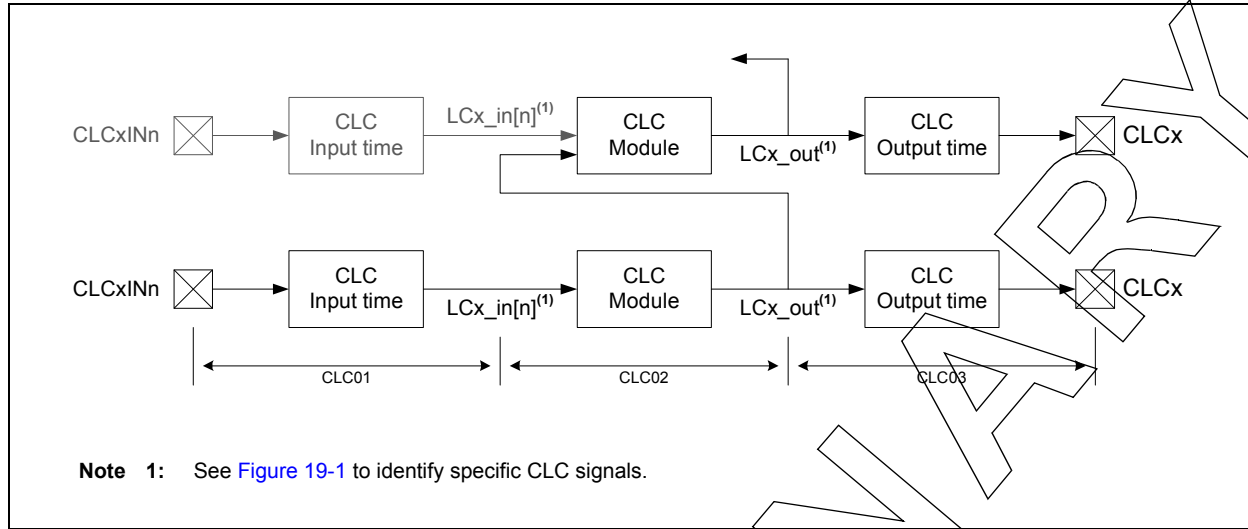 CLCxINn
CLC
Input time
LCx_in[n](1)
CLC
Module
LCx_out(1)
CLC
Output time
CLCx
CLCxINn
CLC
Input time
LCx_in[n](1)
CLC
Module
LCx_out(1)
CLC
Output time
CLCx
CLC01
CLC02
CLC03
Note 1: See Figure 19-1 to identify specific CLC signals.
NARY